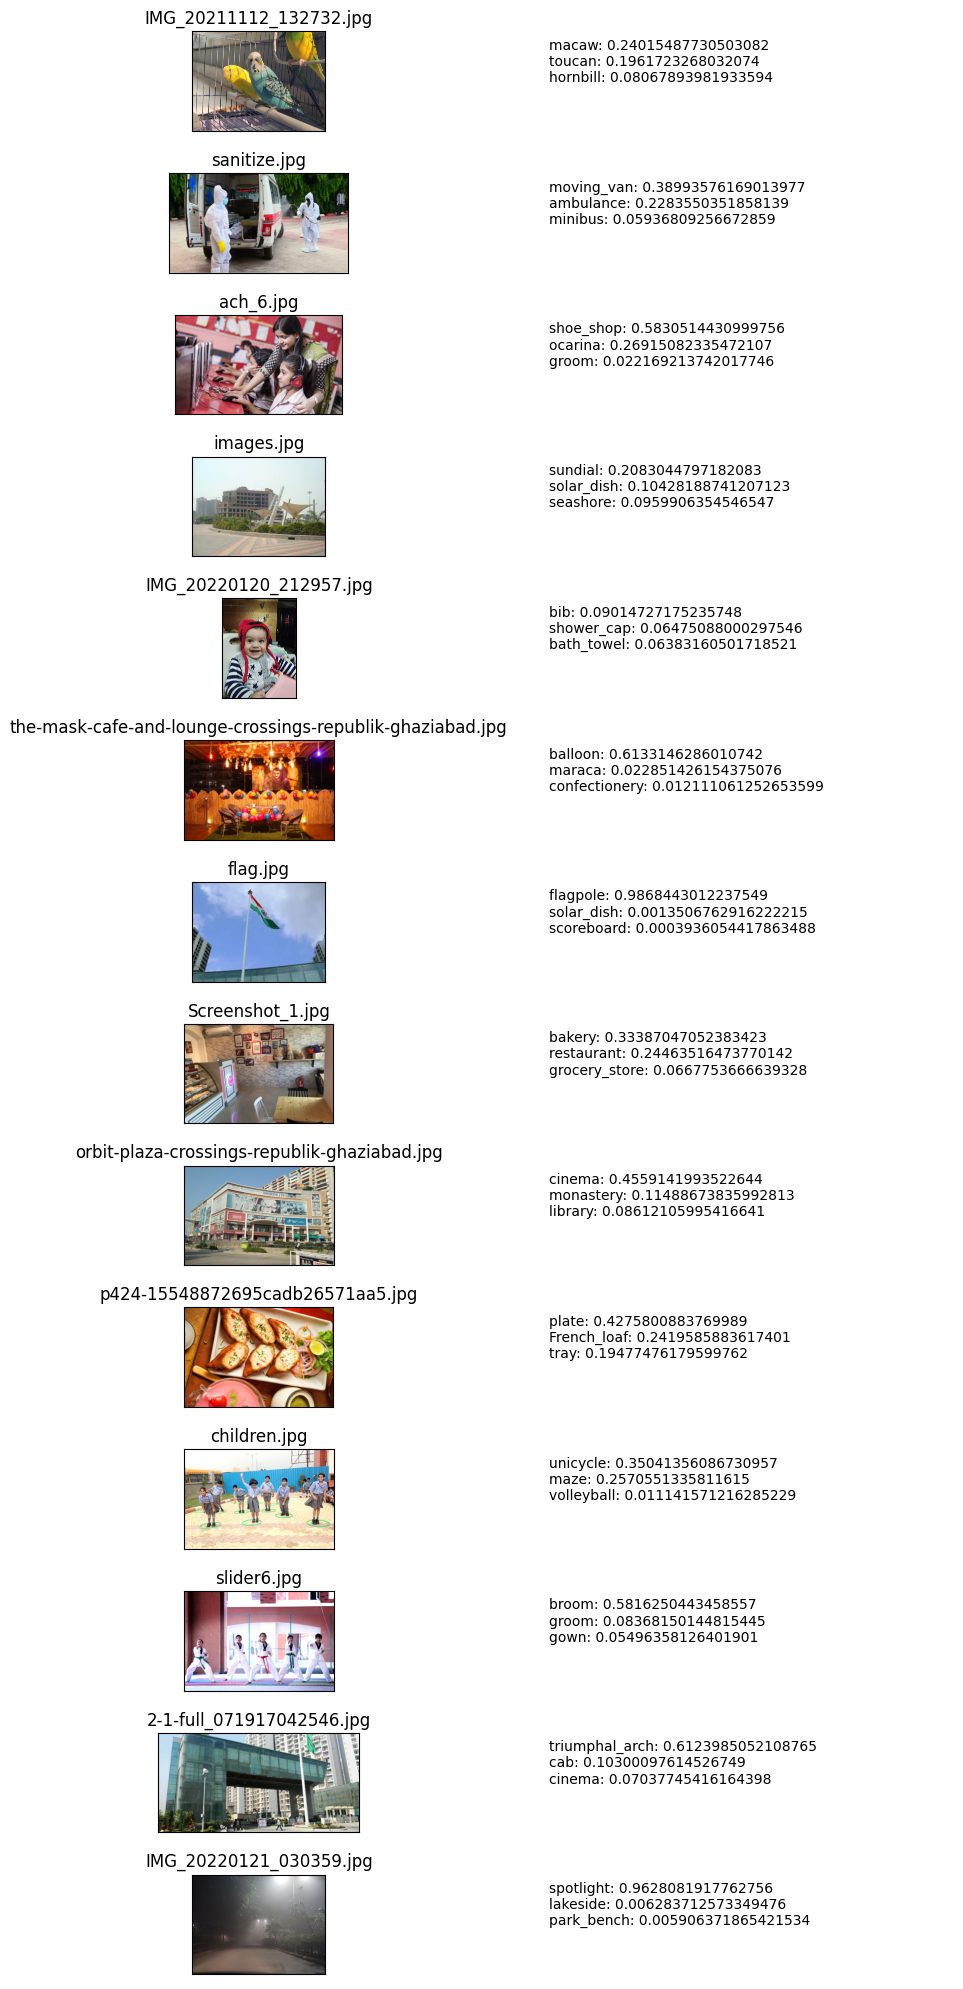 IMG_20211112_132732.jpg
macaw: 0.24015487730503082
toucan: 0.1961723268032074
hornbill: 0.08067893981933594
sanitize.jpg
moving_van: 0.38993576169013977
ambulance: 0.2283550351858139
minibus: 0.05936809256672859
ach_6.jpg
shoe_shop: 0.5830514430999756
ocarina: 0.26915082335472107
groom: 0.022169213742017746
images.jpg
sundial: 0.2083044797182083
solar_dish: 0.10428188741207123
seashore: 0.0959906354546547
IMG_20220120_212957.jpg
bib: 0.09014727175235748
shower_cap: 0.06475088000297546
bath_towel: 0.06383160501718521
the-mask-cafe-and-lounge-crossings-republik-ghaziabad.jpg
balloon: 0.6133146286010742
maraca: 0.022851426154375076
confectionery: 0.012111061252653599
flag.jpg
flagpole: 0.9868443012237549
solar_dish: 0.0013506762916222215
scoreboard: 0.0003936054417863488
Screenshot_1.jpg
bakery: 0.33387047052383423
restaurant: 0.24463516473770142
grocery_store: 0.0667753666639328
orbit-plaza-crossings-republik-ghaziabad.jpg
cinema: 0.4559141993522644
monastery: 0.11488673835992813
library: 0.08612105995416641
p424-15548872695cadb26571aa5.jpg
plate: 0.4275800883769989
French_loaf: 0.2419585883617401
tray: 0.19477476179599762
children.jpg
unicycle: 0.35041356086730957
maze: 0.2570551335811615
volleyball: 0.011141571216285229
slider6.jpg
broom: 0.5816250443458557
groom: 0.08368150144815445
gown: 0.05496358126401901
2-1-full_071917042546.jpg
triumphal_arch: 0.6123985052108765
cab: 0.10300097614526749
cinema: 0.07037745416164398
IMG_20220121_030359.jpg
spotlight: 0.9628081917762756
lakeside: 0.006283712573349476
park_bench: 0.005906371865421534